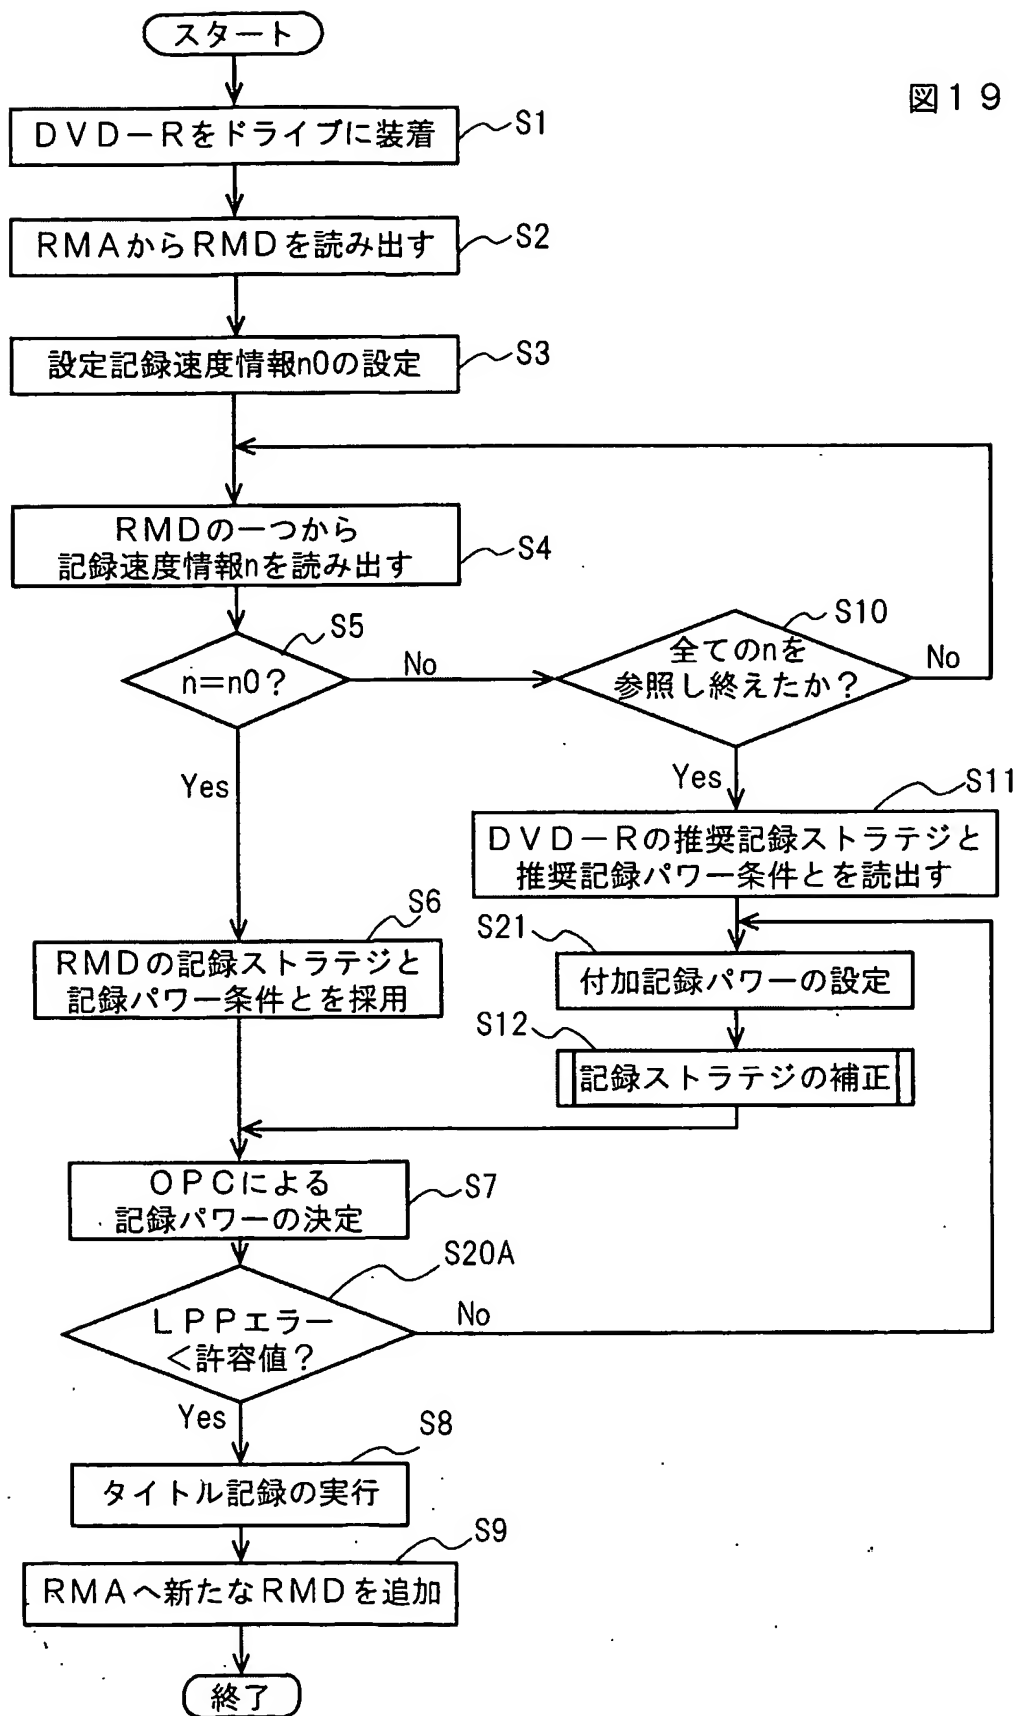 スタート
図19
DVD-Rをドライブに装着
S1
RMAからRMDを読み出す
S2
設定記録速度情報n0の設定
S3
RMDの一つから
記録速度情報nを読み出す
S4
S5
n=n0?
No
S10
全てのnを
参照し終えたか?
No
Yes
Yes
S11
DVD-Rの推奨記録ストラテジと
推奨記録パワー条件とを読出す
S6
RMDの記録ストラテジと
記録パワー条件とを採用
S21
付加記録パワーの設定
S12
記録ストラテジの補正
OPCによる
記録パワーの決定
S7
S20A
LPPエラー
<許容値?
No
Yes
S8
タイトル記録の実行
S9
RMAへ新たなRMDを追加
終了